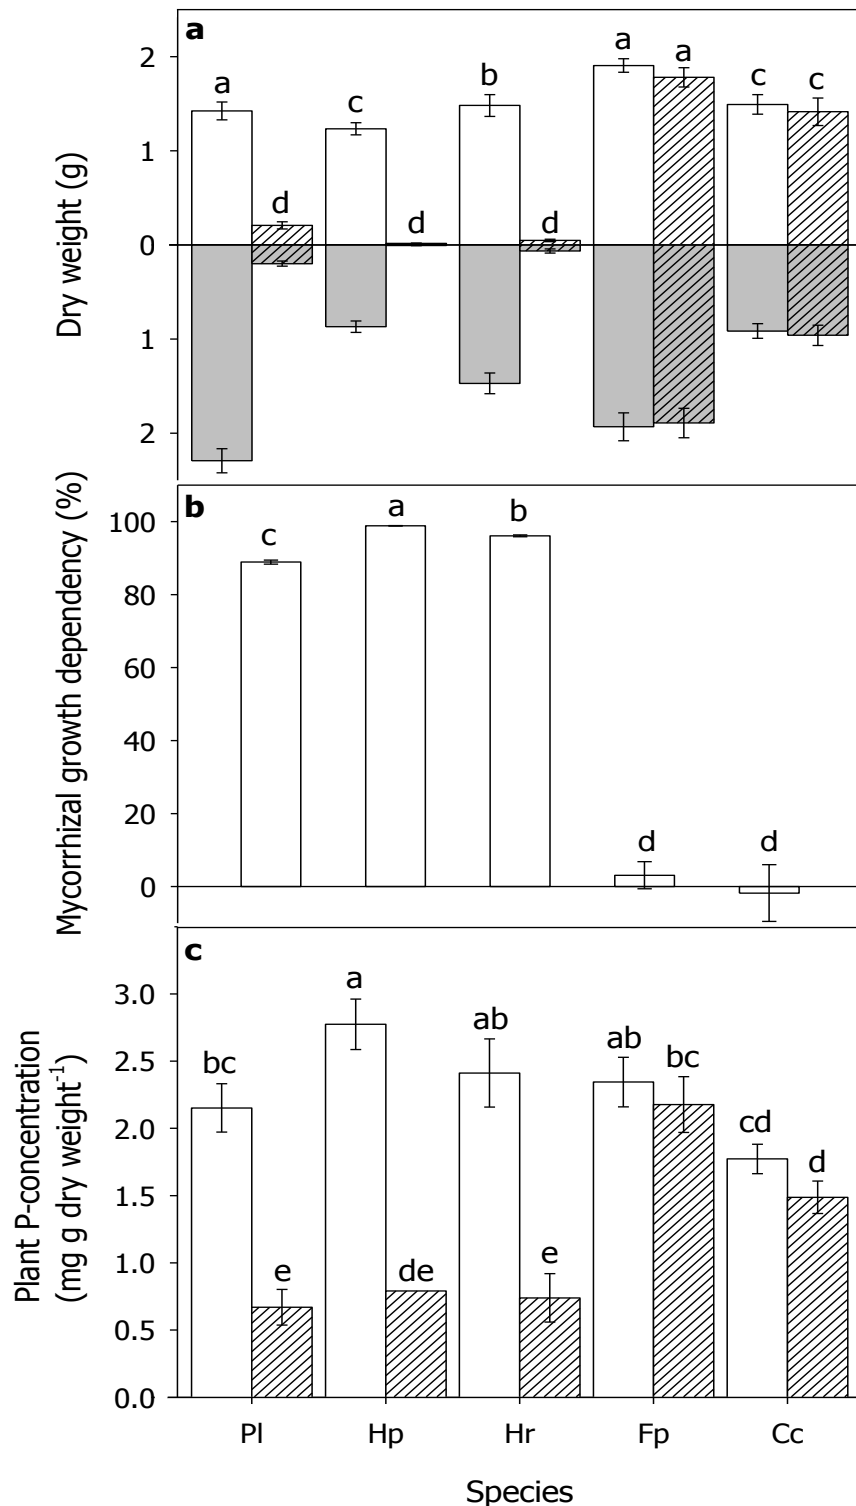 a
Dry weight (g)
2
1
0
1
2
a
d
c
d
b
d
a
a
c
c
b
Mycorrhizal growth dependency (%)
100
80
60
40
20
0
c
a
b
d
d
c
Plant P-concentration
(mg g dry weight⁻¹)
3.0
2.5
2.0
1.5
1.0
0.5
0.0
bc
e
a
de
ab
e
ab
bc
cd
d
Pl
Hp
Hr
Fp
Cc
Species